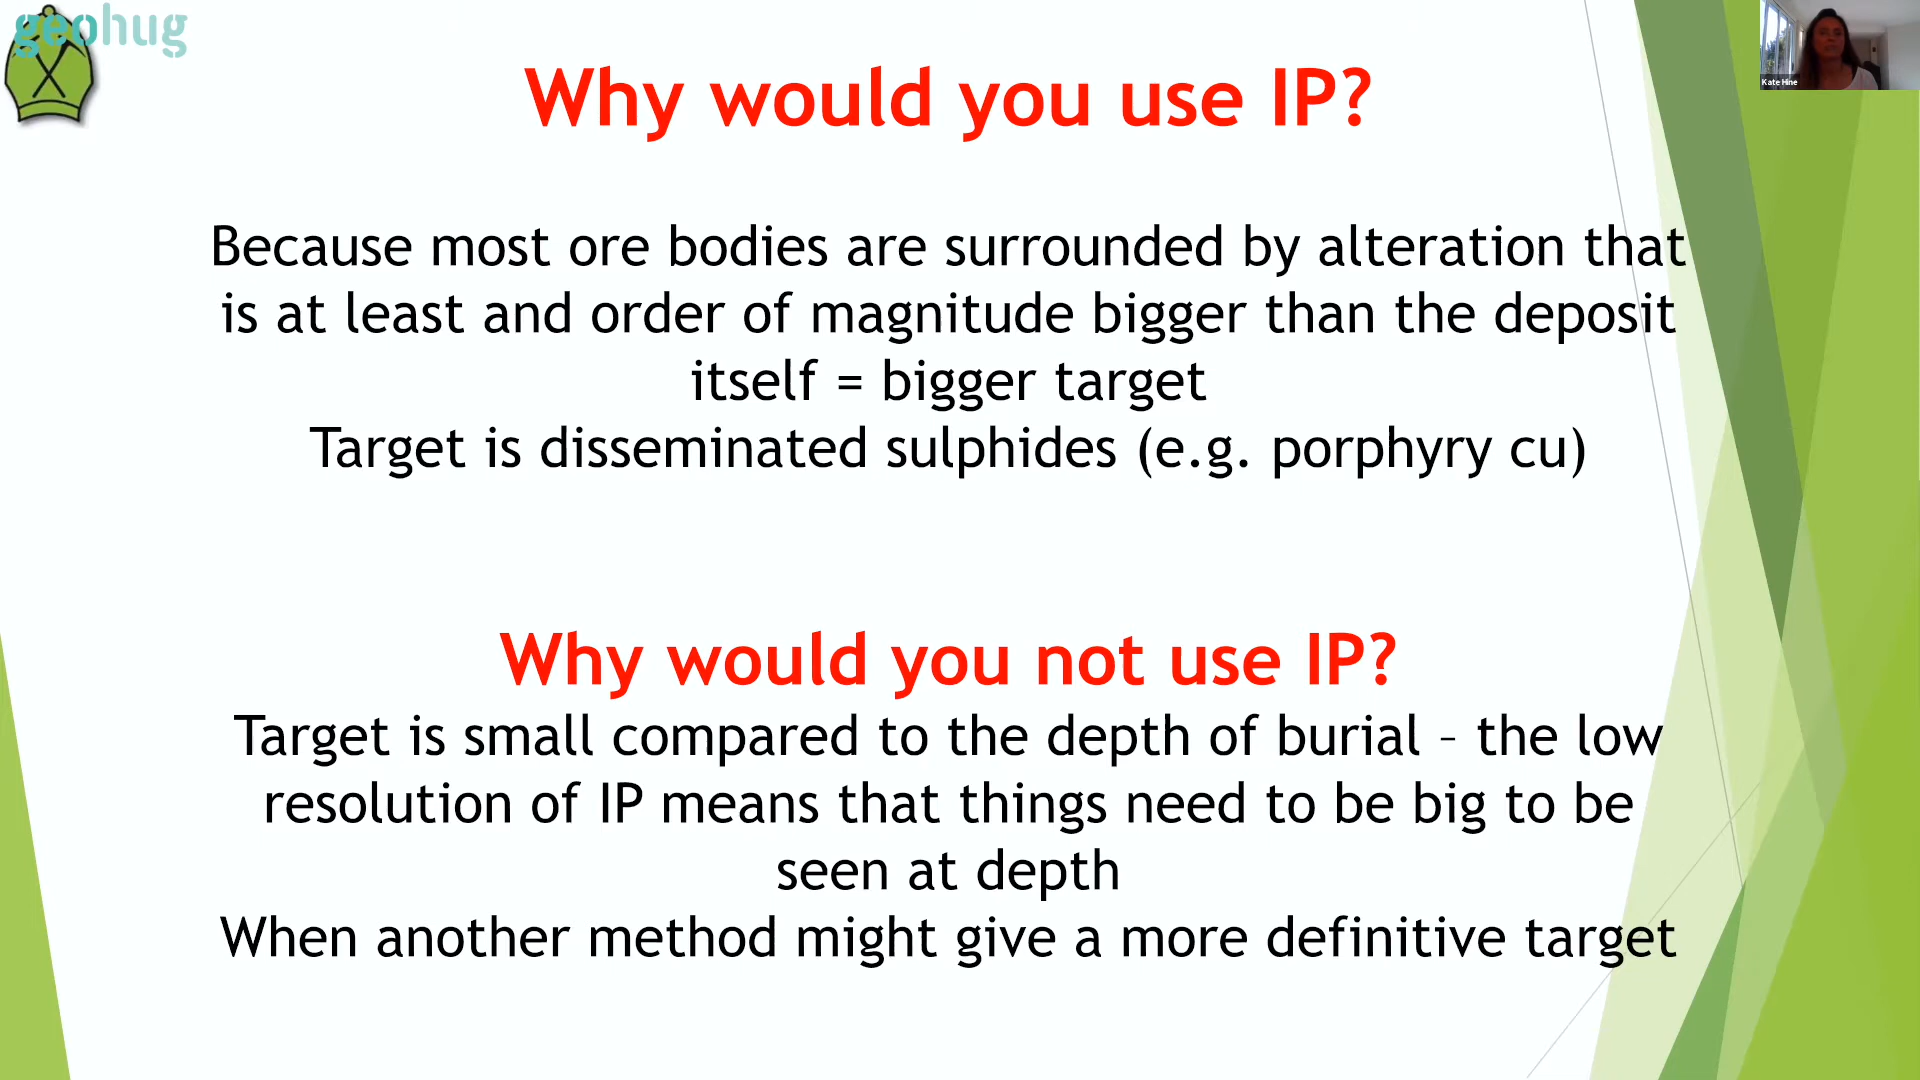 geohug
Kate Hine
Why would you use IP?
Because most ore bodies are surrounded by alteration that
is at least and order of magnitude bigger than the deposit
itself = bigger target
Target is disseminated sulphides (e.g. porphyry cu)
Why would you not use IP?
Target is small compared to the depth of burial – the low
resolution of IP means that things need to be big to be
seen at depth
When another method might give a more definitive target